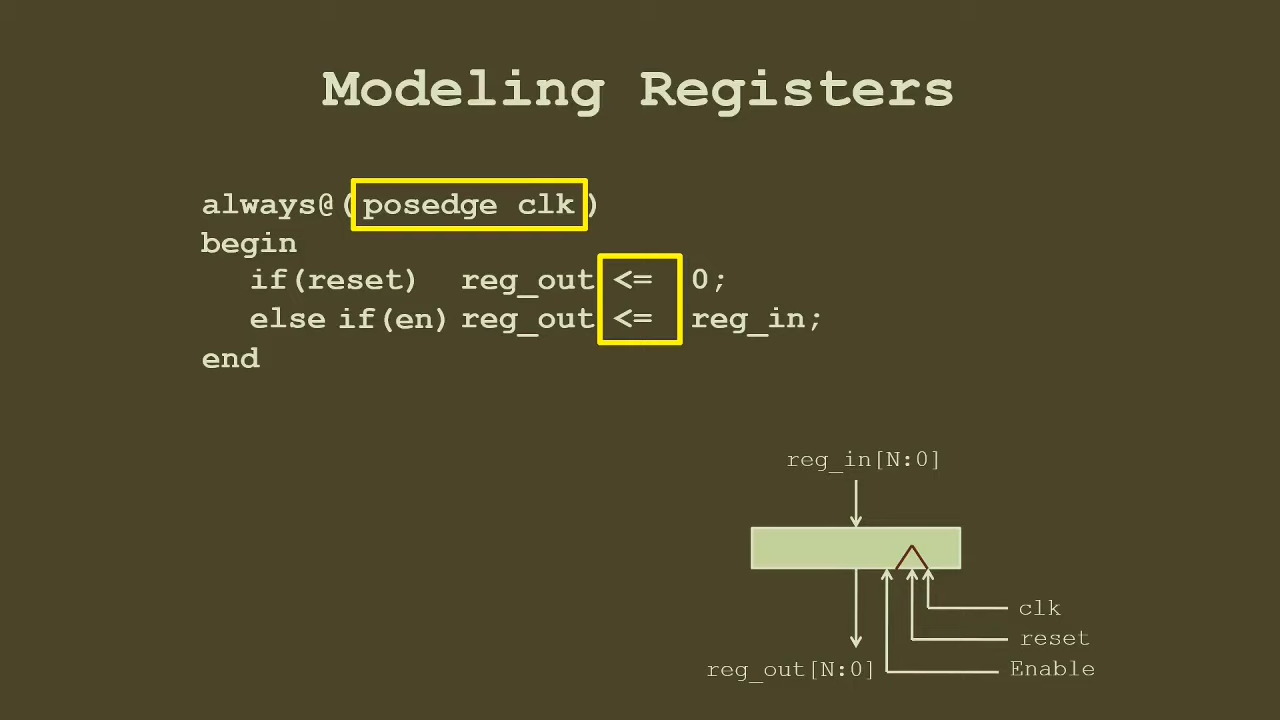 Modeling Registers
always@(posedge clk)
begin
if(reset) reg_out <= 0;
else if(en) reg_out <= reg_in;
end
reg_in[N:0]
clk
reset
reg_out[N:0] Enable